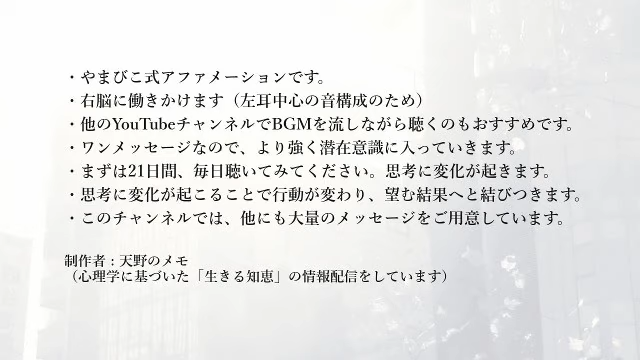 ・やまびこ式アファメーションです。
・右脳に働きかけます（左耳中心の音構成のため）
・他のYouTubeチャンネルでBGMを流しながら聴くのもおすすめです。
・ワンメッセージなので、より強く潜在意識に入っていきます。
・まずは21日間、毎日聴いてみてください。思考に変化が起きます。
・思考に変化が起こることで行動が変わり、望む結果へと結びつきます。
・このチャンネルでは、他にも大量のメッセージをご用意しています。
制作者：天野のメモ
（心理学に基づいた「生きる知恵」の情報配信をしています）